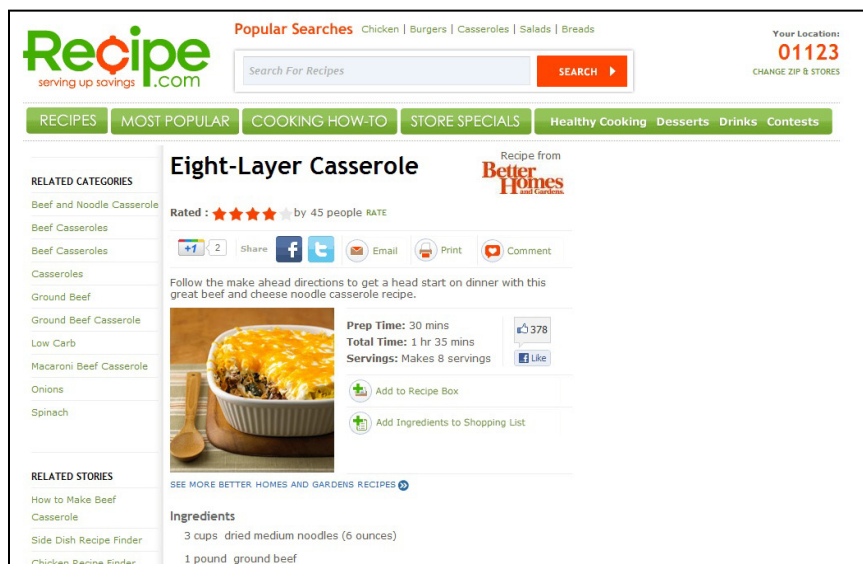 Recipe
serving up savings .com
Popular Searches Chicken | Burgers | Casseroles | Salads | Breads
Search For Recipes
SEARCH
Your Location:
01123
CHANGE ZIP & STORES
RECIPES MOST POPULAR COOKING HOW-TO STORE SPECIALS Healthy Cooking Desserts Drinks Contests
RELATED CATEGORIES
Beef and Noodle Casserole
Beef Casseroles
Beef Casseroles
Casseroles
Ground Beef
Ground Beef Casserole
Low Carb
Macaroni Beef Casserole
Onions
Spinach
RELATED STORIES
How to Make Beef
Casserole
Side Dish Recipe Finder
Chicken Recipe Finder
Eight-Layer Casserole
Recipe from
Better
Homes
and Gardens
Rated : by 45 people RATE
+1 2 Share f t Email Print Comment
Follow the make ahead directions to get a head start on dinner with this
great beef and cheese noodle casserole recipe.
Prep Time: 30 mins
Total Time: 1 hr 35 mins
Servings: Makes 8 servings
378
f Like
Add to Recipe Box
Add Ingredients to Shopping List
SEE MORE BETTER HOMES AND GARDENS RECIPES
Ingredients
3 cups dried medium noodles (6 ounces)
1 pound ground beef